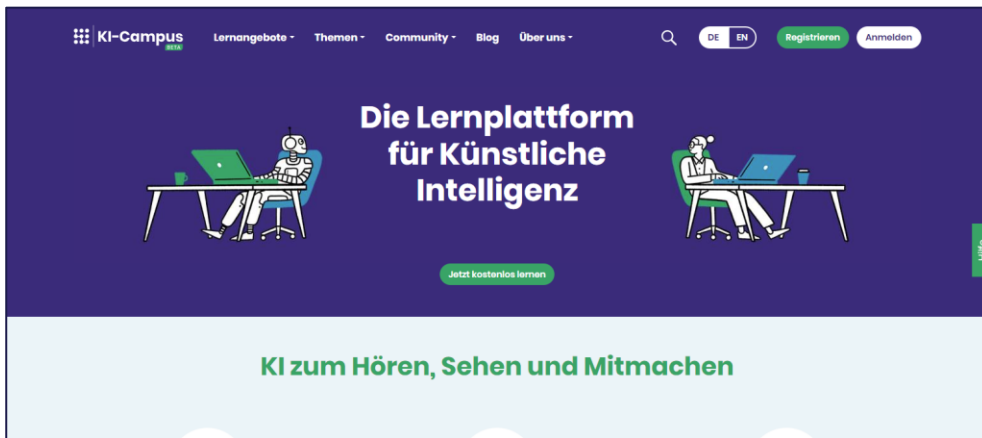 KI-Campus
BETA
Lernangebote
Themen
Community
Blog
Über uns
DE EN
Registrieren
Anmelden
Die Lernplattform
für Künstliche
Intelligenz
Jetzt kostenlos lernen
Hilfe
KI zum Hören, Sehen und Mitmachen